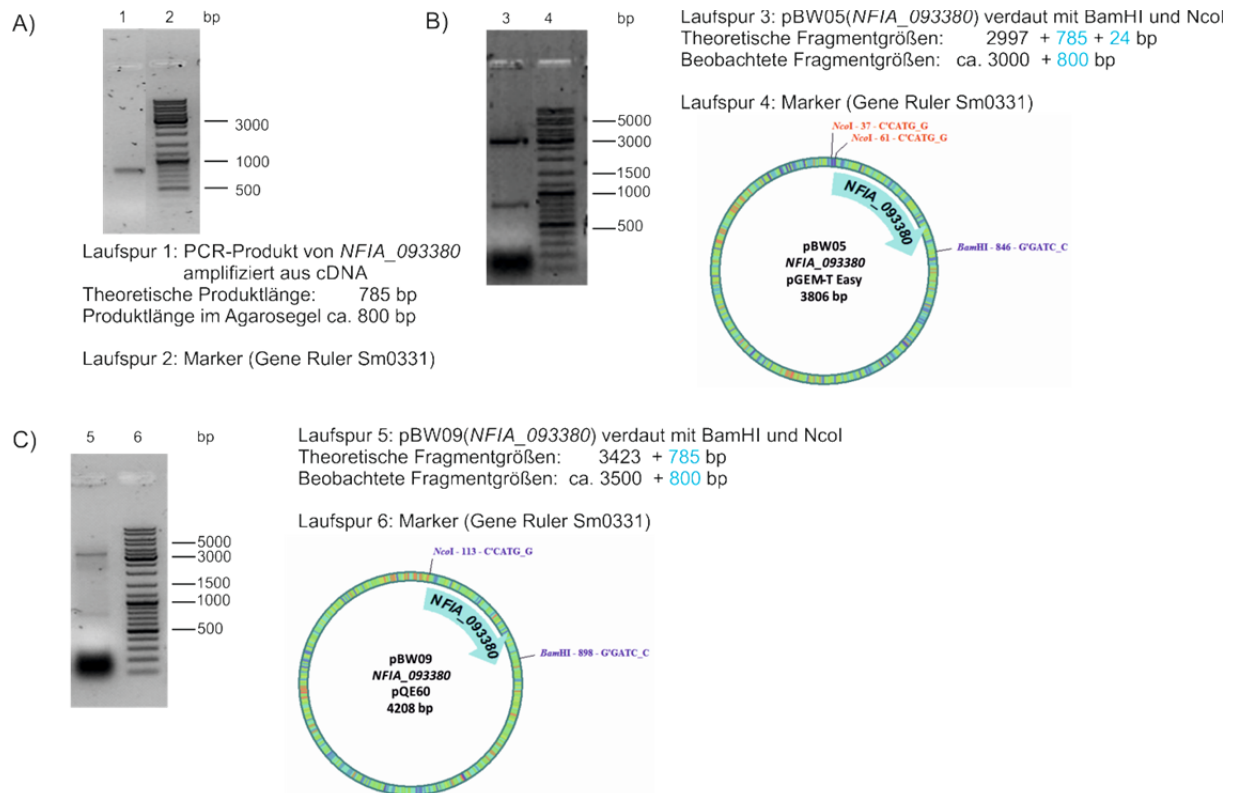 A)
1 2 bp
3000
1000
500
Laufspur 1: PCR-Produkt von NFIA_093380
amplifiziert aus cDNA
Theoretische Produktlänge: 785 bp
Produktlänge im Agarosegel ca. 800 bp
Laufspur 2: Marker (Gene Ruler Sm0331)
B)
3 4 bp
5000
3000
1500
1000
500
Laufspur 3: pBW05(NFIA_093380) verdaut mit BamHI und NcoI
Theoretische Fragmentgrößen: 2997 + 785 + 24 bp
Beobachtete Fragmentgrößen: ca. 3000 + 800 bp
Laufspur 4: Marker (Gene Ruler Sm0331)
NcoI - 37 - C'CATG_G
NcoI - 61 - C'CATG_G
NFIA_093380
BamHI - 846 - G'GATC_C
pBW05
NFIA_093380
pGEM-T Easy
3806 bp
C)
5 6 bp
5000
3000
1500
1000
500
Laufspur 5: pBW09(NFIA_093380) verdaut mit BamHI und NcoI
Theoretische Fragmentgrößen: 3423 + 785 bp
Beobachtete Fragmentgrößen: ca. 3500 + 800 bp
Laufspur 6: Marker (Gene Ruler Sm0331)
NcoI - 113 - C'CATG_G
NFIA_093380
BamHI - 898 - G'GATC_C
pBW09
NFIA_093380
pQE60
4208 bp